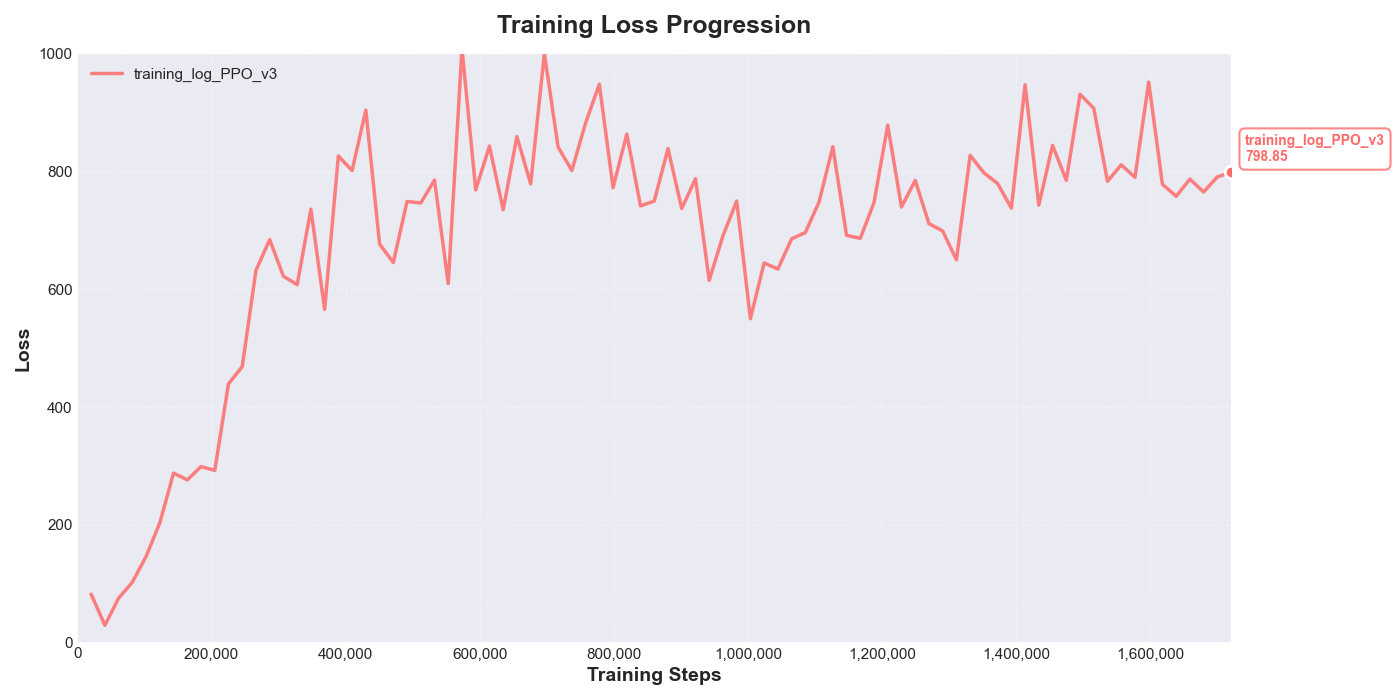 Training Loss Progression
training_log_PPO_v3
1000
800
600
400
200
0
Loss
training_log_PPO_v3
798.85
0 200,000 400,000 600,000 800,000 1,000,000 1,200,000 1,400,000 1,600,000
Training Steps